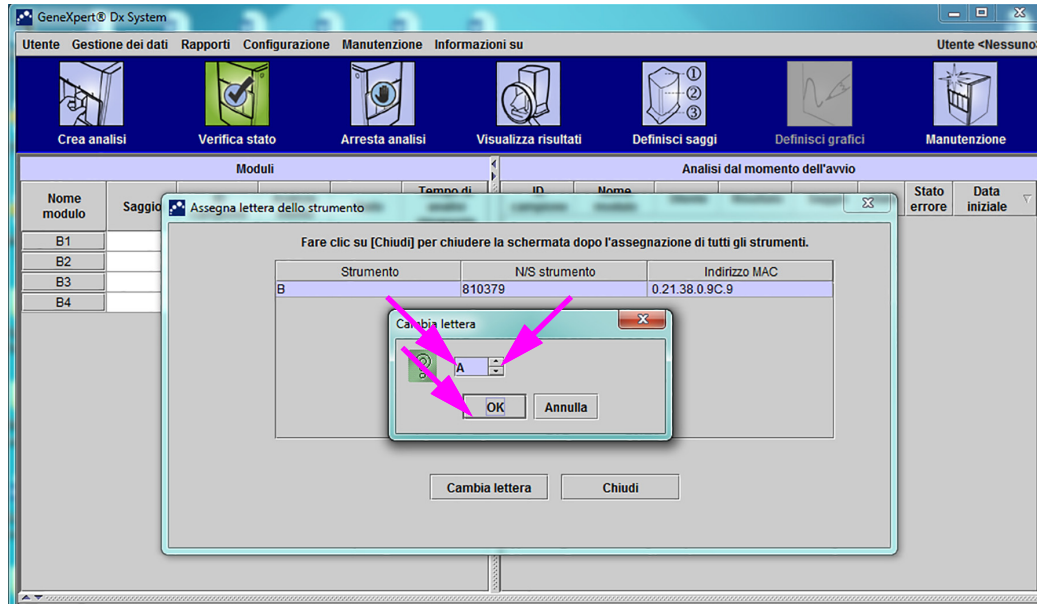 GeneXpert® Dx System
Utente Gestione dei dati Rapporti Configurazione Manutenzione Informazioni su Utente <Nessuno>
Crea analisi Verifica stato Arresta analisi Visualizza risultati Definisci saggi Definisci grafici Manutenzione
Moduli Analisi dal momento dell'avvio
Nome modulo Saggio Tempo di ID Nome Stato errore Data iniziale
B1
B2
B3
B4
Assegna lettera dello strumento
Fare clic su [Chiudi] per chiudere la schermata dopo l'assegnazione di tutti gli strumenti.
Strumento N/S strumento Indirizzo MAC
B 810379 0.21.38.0.9C.9
Cambia lettera
A
OK Annulla
Cambia lettera Chiudi